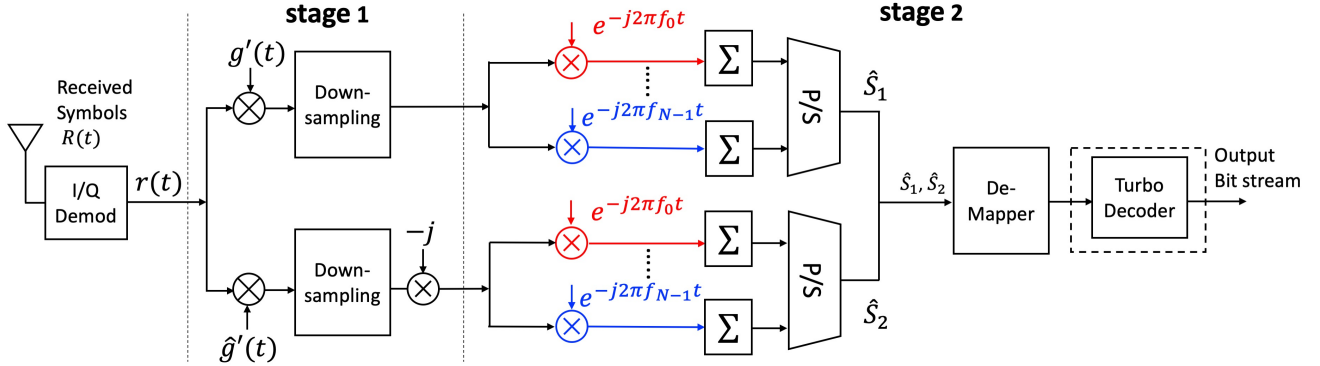 stage 1
stage 2
Received
Symbols
R(t)
I/Q
Demod
r(t)
g′(t)
Down-
sampling
ĝ′(t)
Down-
sampling
−j
e^{−j2πf_0t}
e^{−j2πf_{N−1}t}
Σ
Σ
P/S
Ŝ_1
e^{−j2πf_0t}
e^{−j2πf_{N−1}t}
Σ
Σ
P/S
Ŝ_2
Ŝ_1, Ŝ_2
De-
Mapper
Turbo
Decoder
Output
Bit stream